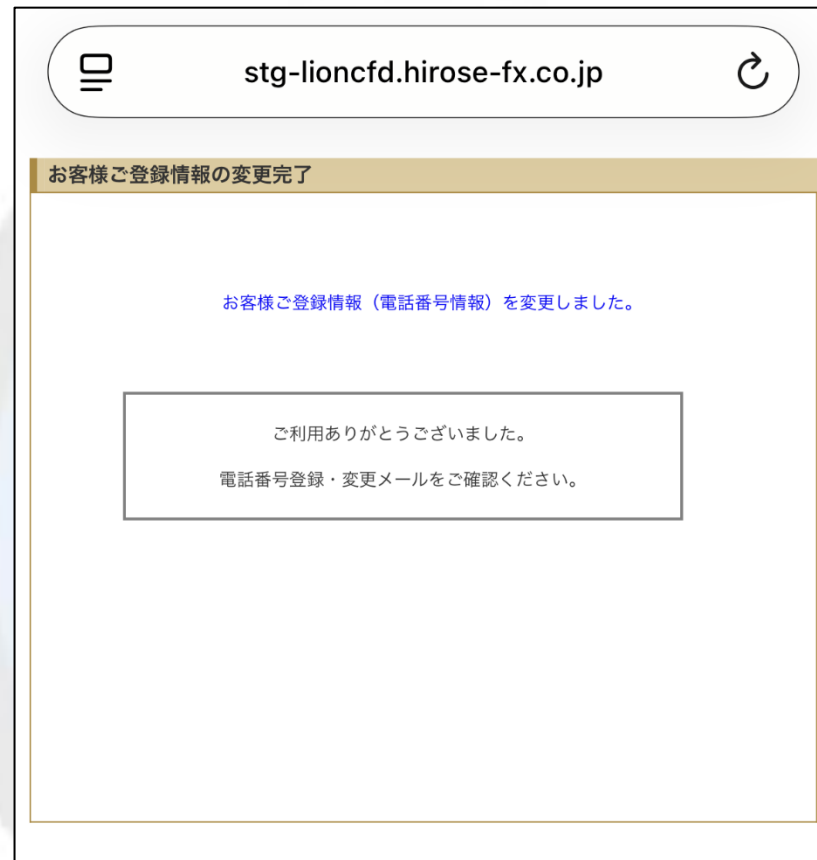 stg-lioncfd.hirose-fx.co.jp
お客様ご登録情報の変更完了
お客様ご登録情報（電話番号情報）を変更しました。
ご利用ありがとうございました。
電話番号登録・変更メールをご確認ください。